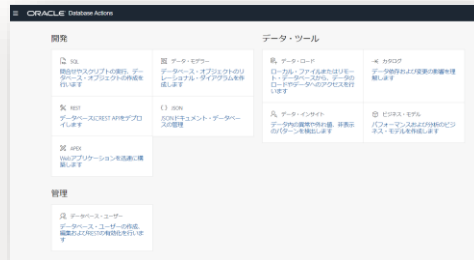 ORACLE Database Actions
開発
SQL
問合せやスクリプトの実行、デー
タベース・オブジェクトの作成を
行います
データ・モデラー
データベース・オブジェクトのリ
レーショナル・ダイアグラムを作
成します
REST
データベースにREST APIをデプロ
イします
{ } JSON
JSONドキュメント・データベー
スの管理
APEX
Webアプリケーションを迅速に構
築します
管理
データベース・ユーザー
データベース・ユーザーの作成、
編集およびRESTの有効化を行いま
す
データ・ツール
データ・ロード
ローカル・ファイルまたはリモー
ト・データベースから、データの
ロードやデータへのアクセスを行
います
カタログ
データ依存および変更の影響を理
解します
データ・インサイト
データ内の異常や外れ値、非表示
のパターンを検出します
ビジネス・モデル
パフォーマンスおよび分析のビジ
ネス・モデルを作成します